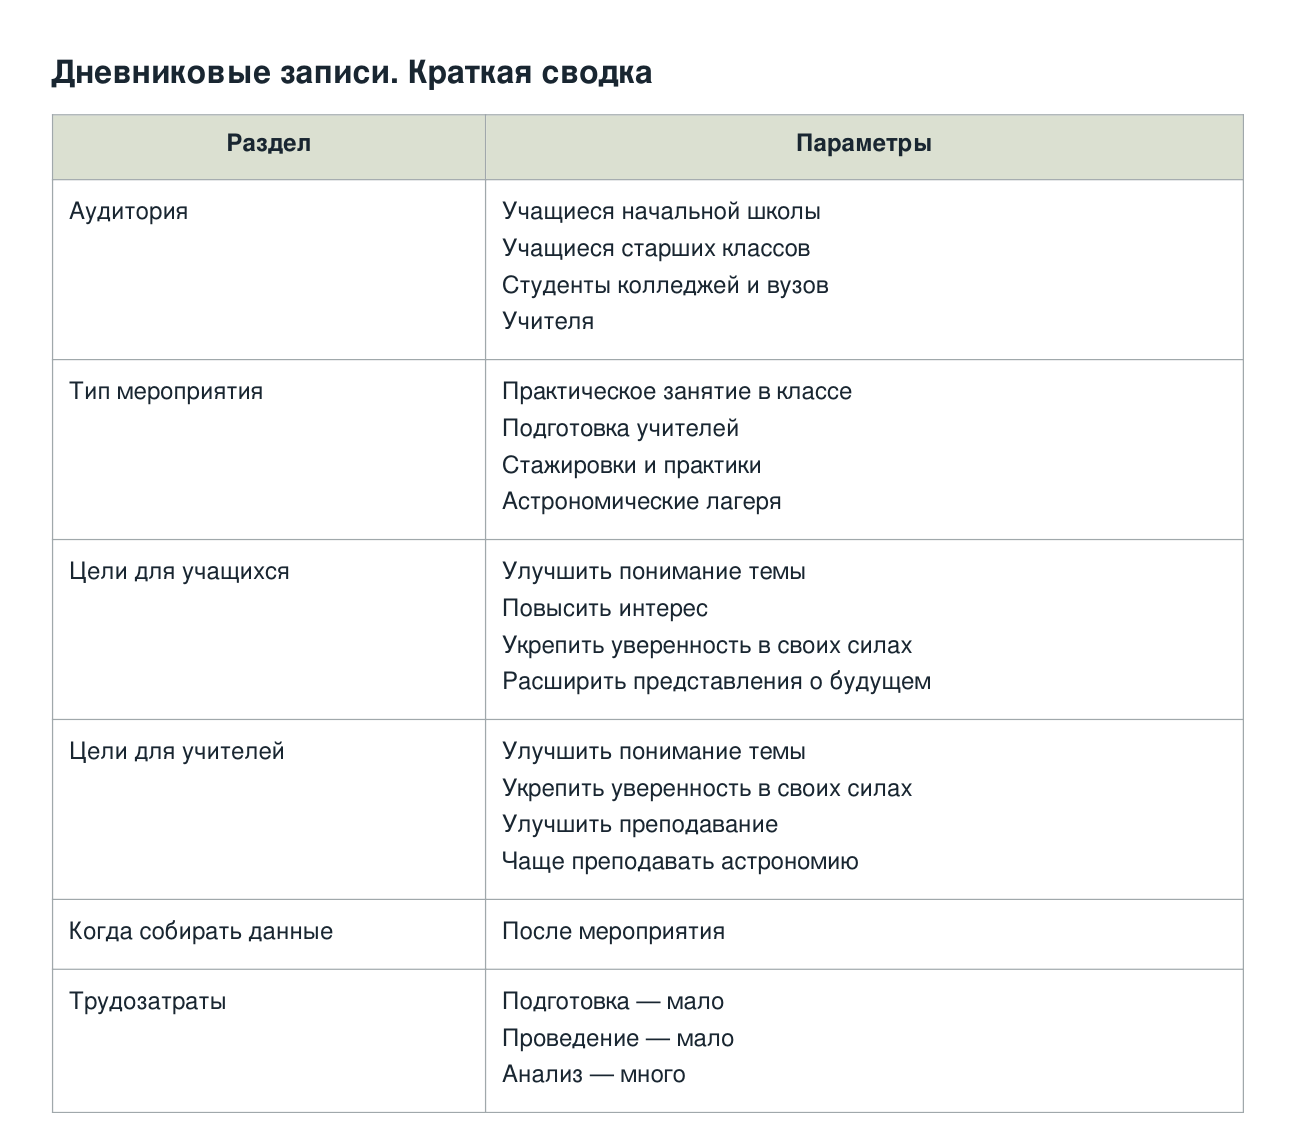 Дневниковые записи. Краткая сводка
Раздел
Параметры
Аудитория
Учащиеся начальной школы
Учащиеся старших классов
Студенты колледжей и вузов
Учителя
Тип мероприятия
Практическое занятие в классе
Подготовка учителей
Стажировки и практики
Астрономические лагеря
Цели для учащихся
Улучшить понимание темы
Повысить интерес
Укрепить уверенность в своих силах
Расширить представления о будущем
Цели для учителей
Улучшить понимание темы
Укрепить уверенность в своих силах
Улучшить преподавание
Чаще преподавать астрономию
Когда собирать данные
После мероприятия
Трудозатраты
Подготовка — мало
Проведение — мало
Анализ — много